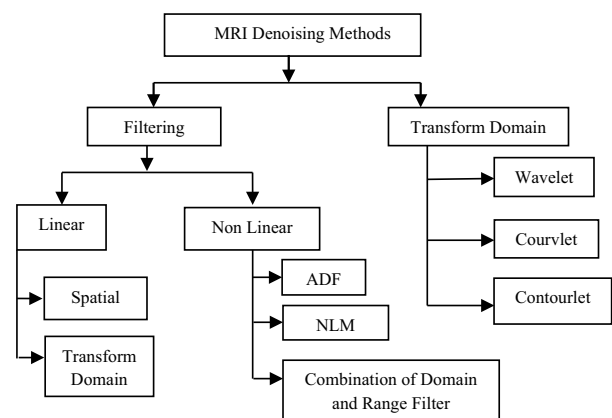 MRI Denoising Methods
Filtering
Transform Domain
Linear
Non Linear
Wavelet
Courvlet
Contourlet
Spatial
Transform
Domain
ADF
NLM
Combination of Domain
and Range Filter